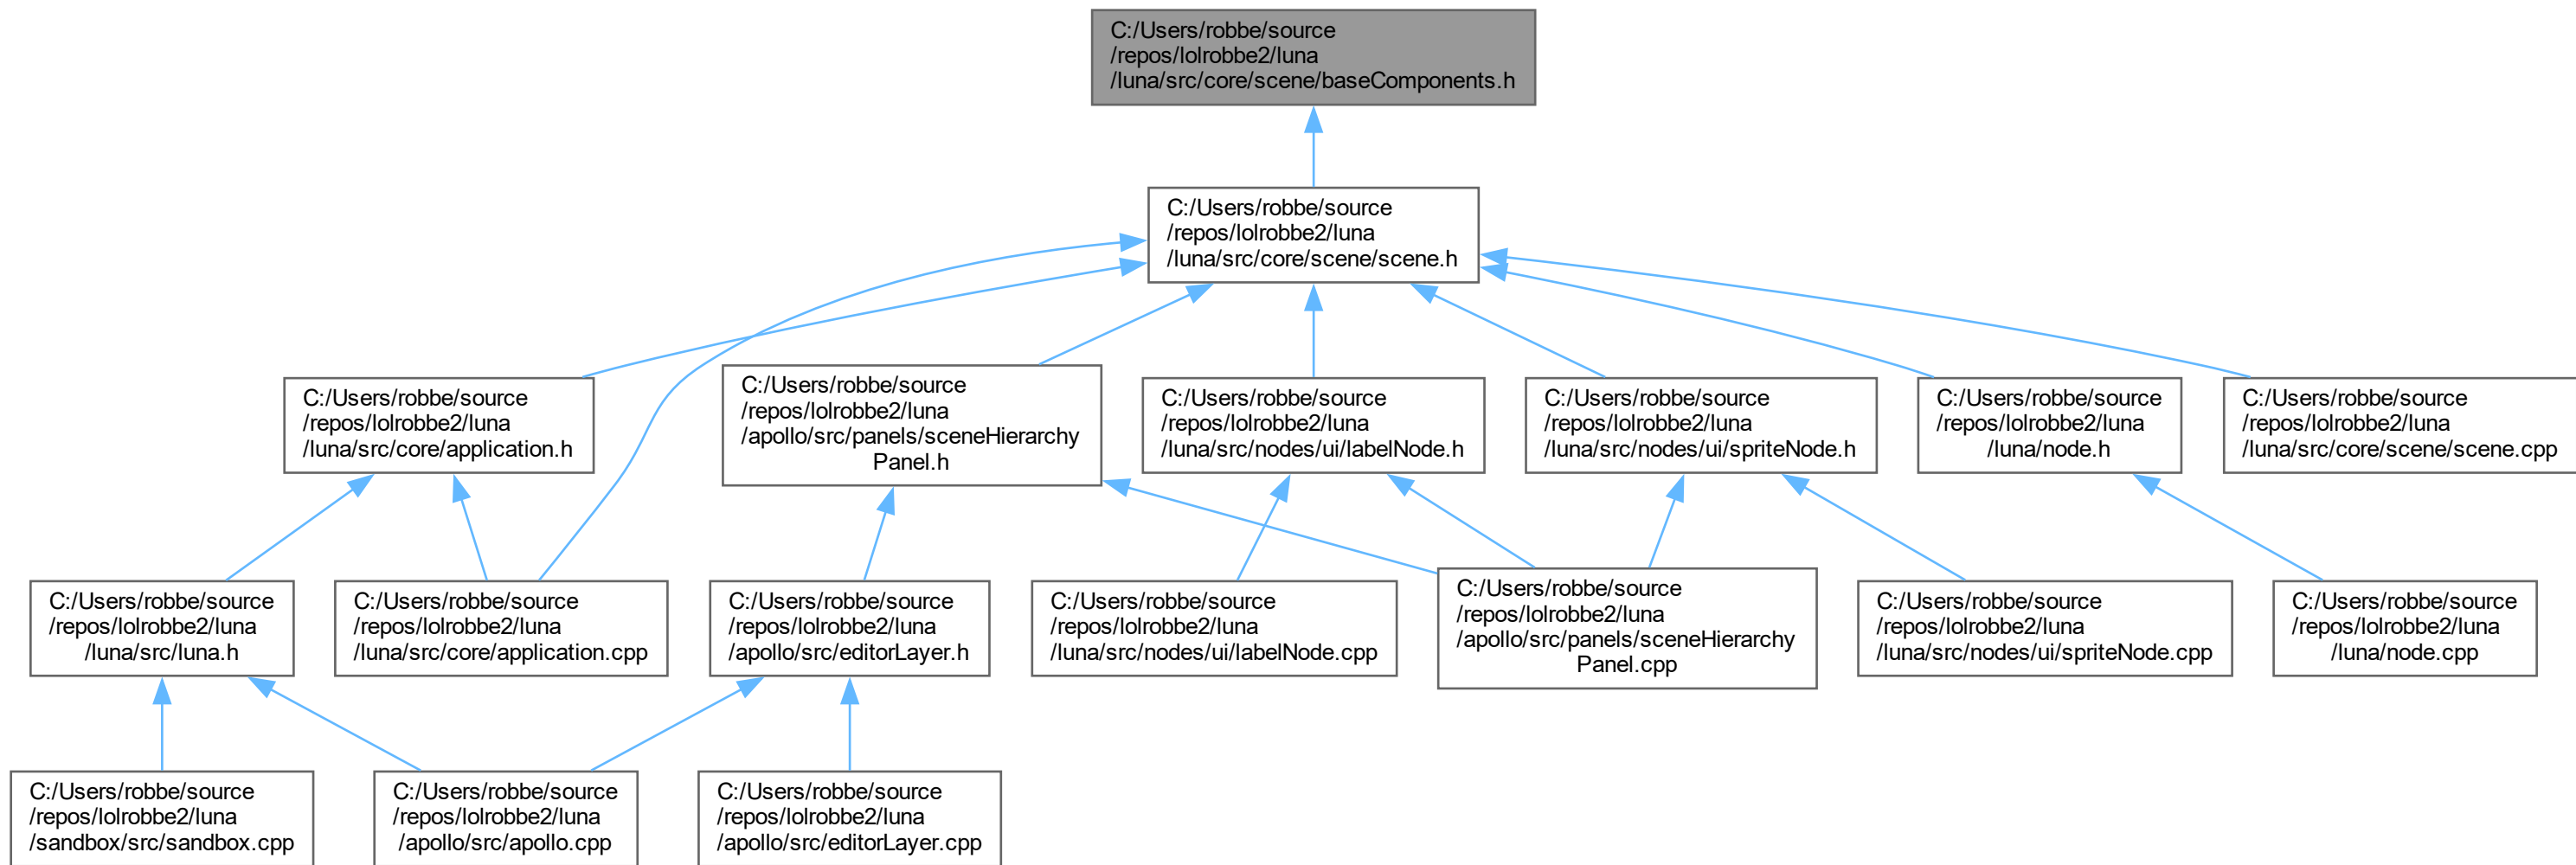 C:/Users/robbe/source
/repos/lolrobbe2/luna
/luna/src/core/scene/baseComponents.h
C:/Users/robbe/source
/repos/lolrobbe2/luna
/luna/src/core/scene/scene.h
C:/Users/robbe/source
/repos/lolrobbe2/luna
/luna/src/core/application.h
C:/Users/robbe/source
/repos/lolrobbe2/luna
/apollo/src/panels/sceneHierarchy
Panel.h
C:/Users/robbe/source
/repos/lolrobbe2/luna
/luna/src/nodes/ui/labelNode.h
C:/Users/robbe/source
/repos/lolrobbe2/luna
/luna/src/nodes/ui/spriteNode.h
C:/Users/robbe/source
/repos/lolrobbe2/luna
/luna/node.h
C:/Users/robbe/source
/repos/lolrobbe2/luna
/luna/src/core/scene/scene.cpp
C:/Users/robbe/source
/repos/lolrobbe2/luna
/luna/src/luna.h
C:/Users/robbe/source
/repos/lolrobbe2/luna
/luna/src/core/application.cpp
C:/Users/robbe/source
/repos/lolrobbe2/luna
/apollo/src/editorLayer.h
C:/Users/robbe/source
/repos/lolrobbe2/luna
/luna/src/nodes/ui/labelNode.cpp
C:/Users/robbe/source
/repos/lolrobbe2/luna
/apollo/src/panels/sceneHierarchy
Panel.cpp
C:/Users/robbe/source
/repos/lolrobbe2/luna
/luna/src/nodes/ui/spriteNode.cpp
C:/Users/robbe/source
/repos/lolrobbe2/luna
/luna/node.cpp
C:/Users/robbe/source
/repos/lolrobbe2/luna
/sandbox/src/sandbox.cpp
C:/Users/robbe/source
/repos/lolrobbe2/luna
/apollo/src/apollo.cpp
C:/Users/robbe/source
/repos/lolrobbe2/luna
/apollo/src/editorLayer.cpp